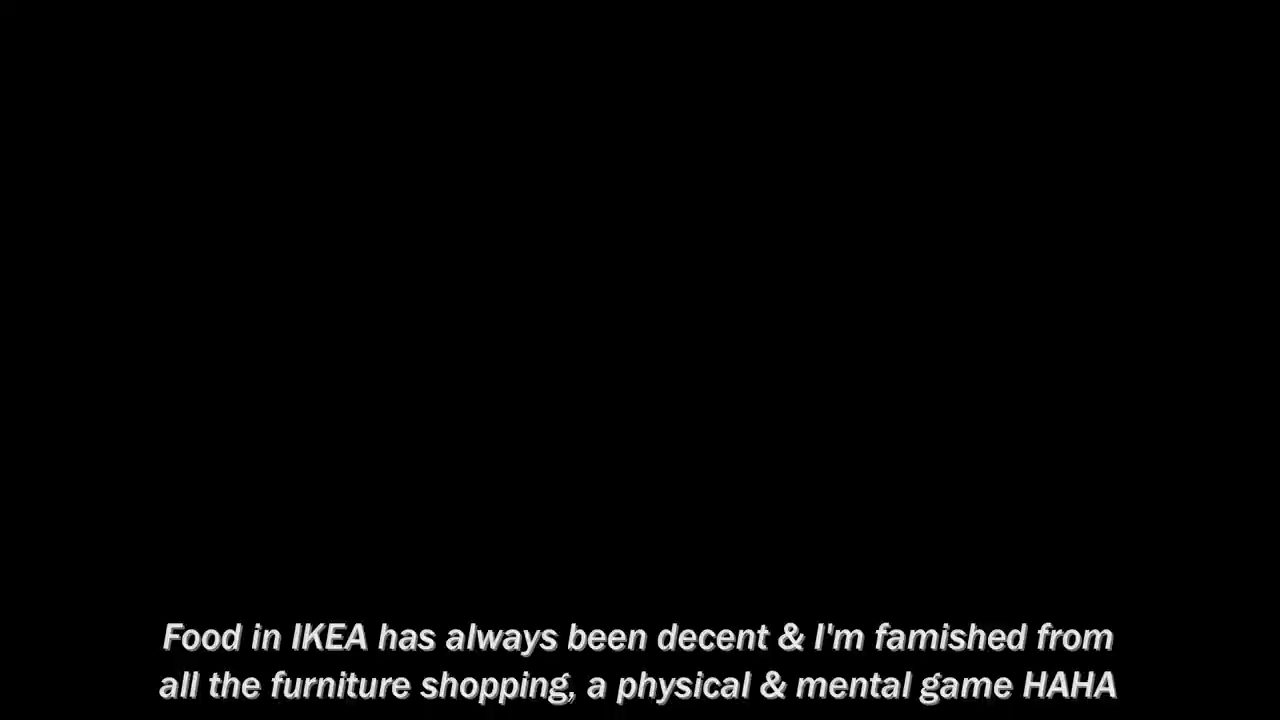 Food in IKEA has always been decent & I'm famished from
all the furniture shopping, a physical & mental game HAHA